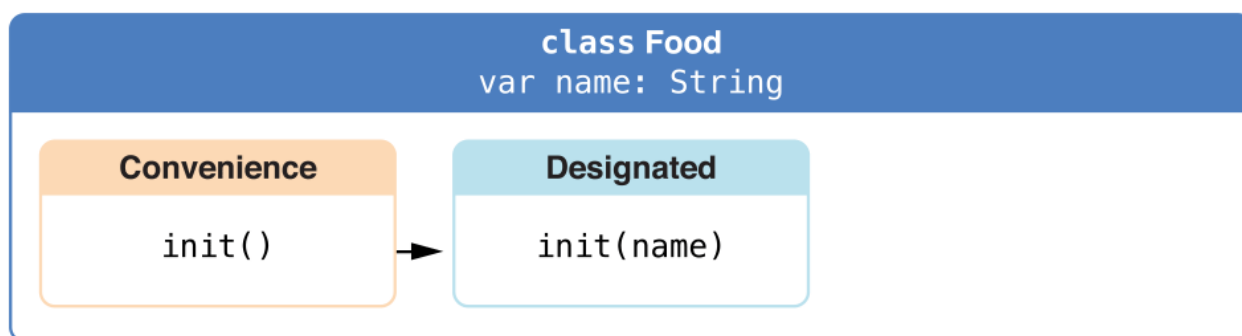 class Food
var name: String
Convenience
Designated
init()
init(name)